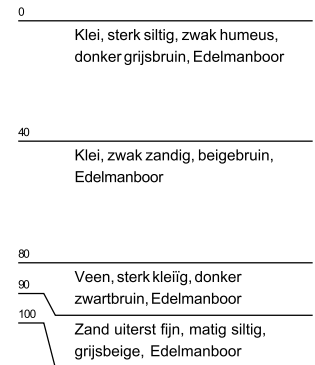 0
Klei, sterk siltig, zwak humeus,
donker grijsbruin, Edelmanboor
40
Klei, zwak zandig, beigebruin,
Edelmanboor
80
Veen, sterk kleiïg, donker
90
zwartbruin, Edelmanboor
100
Zand uiterst fijn, matig siltig,
grijsbeige, Edelmanboor